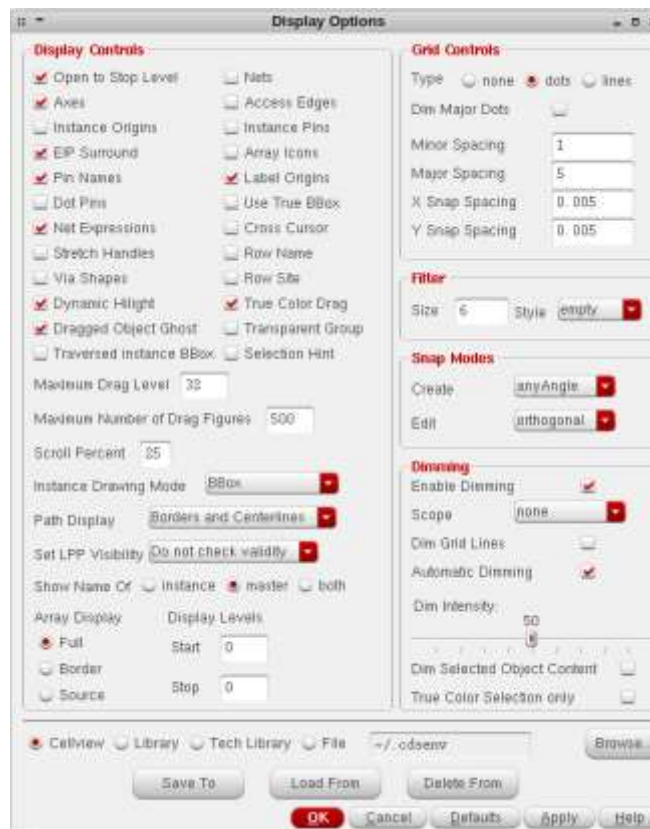 Display Options
Display Controls
Open to Stop Level
Nets
Axes
Access Edges
Instance Origins
Instance Pins
EIP Surround
Array Icons
Pin Names
Label Origins
Dot Pins
Use True BBox
Net Expressions
Cross Cursor
Stretch Handles
Row Name
Via Shapes
Row Site
Dynamic Hilight
True Color Drag
Dragged Object Ghost
Transparent Group
Traversed Instance BBox
Selection Hint
Maximum Drag Level 32
Maximum Number of Drag Figures 500
Scroll Percent 25
Instance Drawing Mode BBox
Path Display Borders and Centerlines
Set LPP Visibility Do not check validity
Show Name Of instance master both
Array Display
Full
Border
Source
Display Levels
Start 0
Stop 0
Grid Controls
Type none dots lines
Dim Major Dots
Minor Spacing 1
Major Spacing 5
X Snap Spacing 0.005
Y Snap Spacing 0.005
Filter
Size 6 Style empty
Snap Modes
Create anyAngle
Edit orthogonal
Dimming
Enable Dimming
Scope none
Dim Grid Lines
Automatic Dimming
Dim Intensity:
50
Dim Selected Object Content
True Color Selection only
Cellview Library Tech Library File ~/.cdsenv Browse
Save To Load From Delete From
OK Cancel Defaults Apply Help